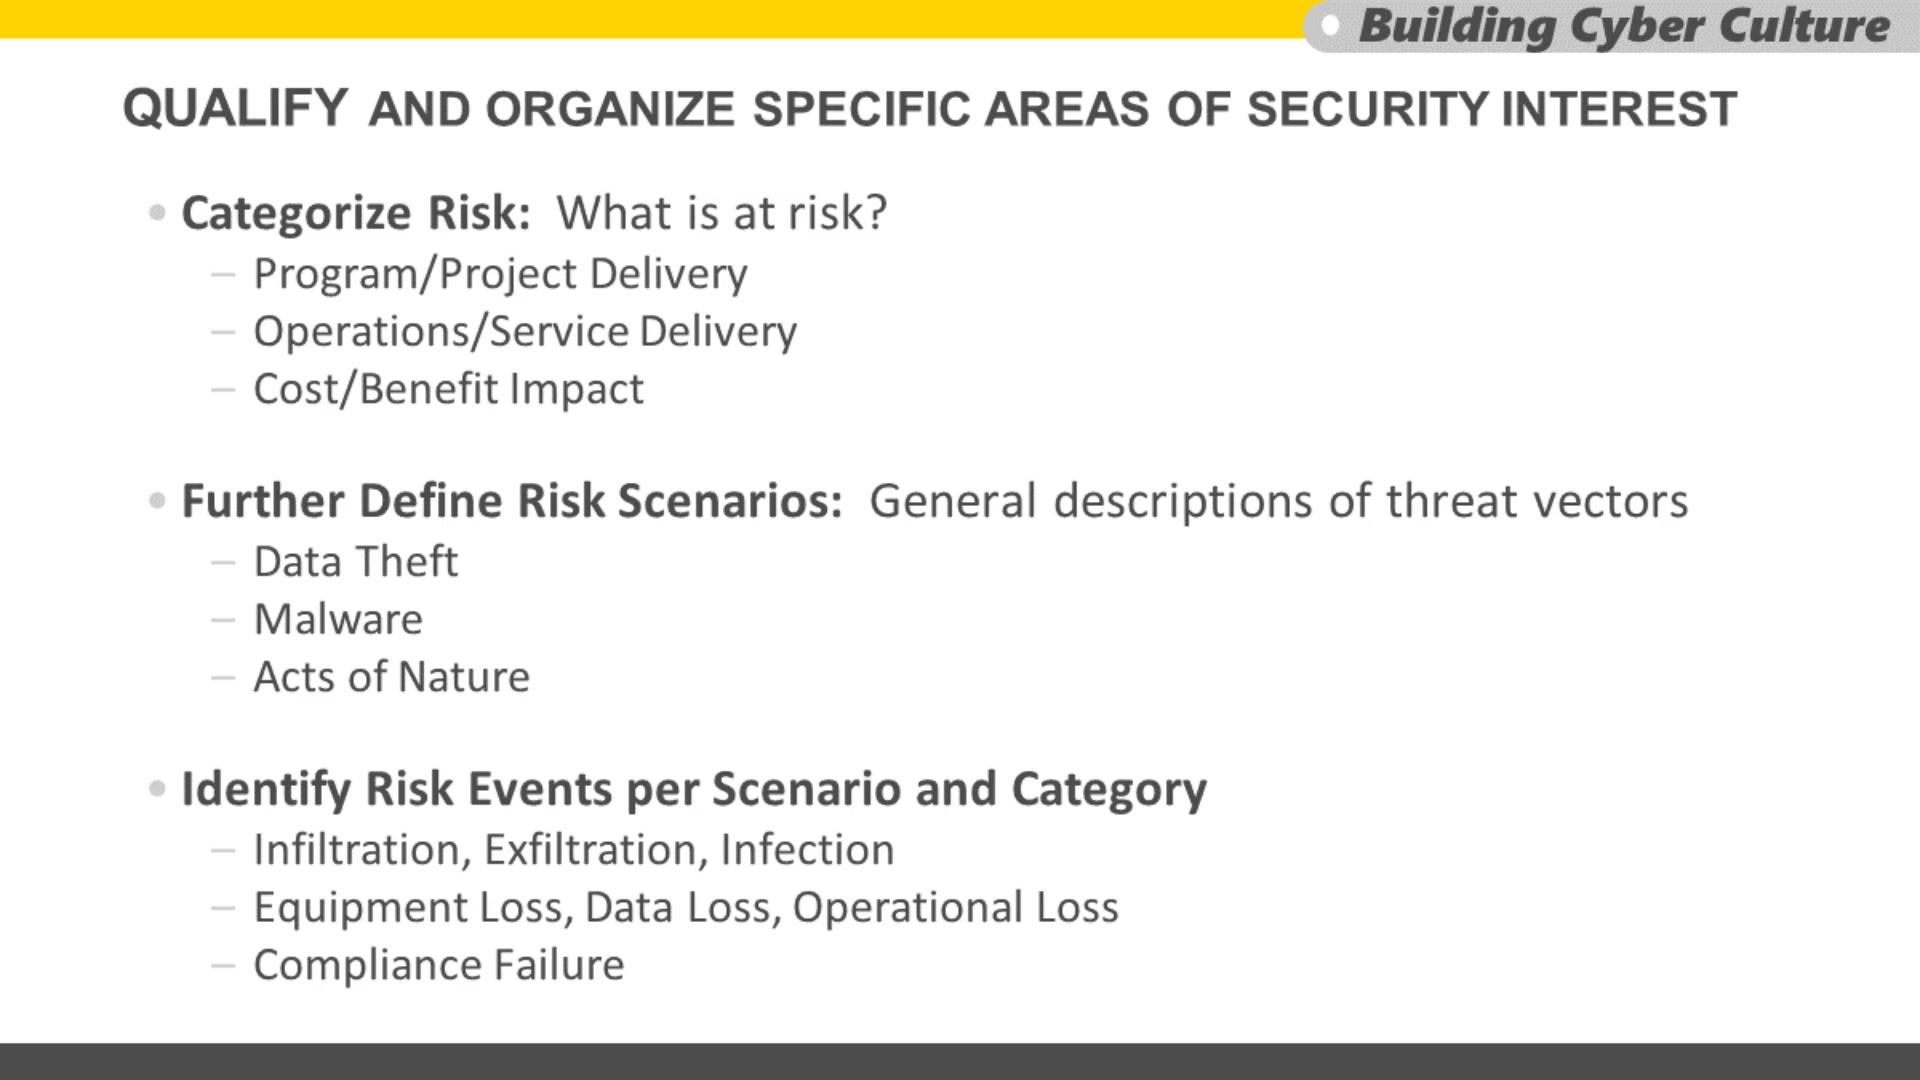 Building Cyber Culture
QUALIFY AND ORGANIZE SPECIFIC AREAS OF SECURITY INTEREST
• Categorize Risk: What is at risk?
– Program/Project Delivery
– Operations/Service Delivery
– Cost/Benefit Impact
• Further Define Risk Scenarios: General descriptions of threat vectors
– Data Theft
– Malware
– Acts of Nature
• Identify Risk Events per Scenario and Category
– Infiltration, Exfiltration, Infection
– Equipment Loss, Data Loss, Operational Loss
– Compliance Failure